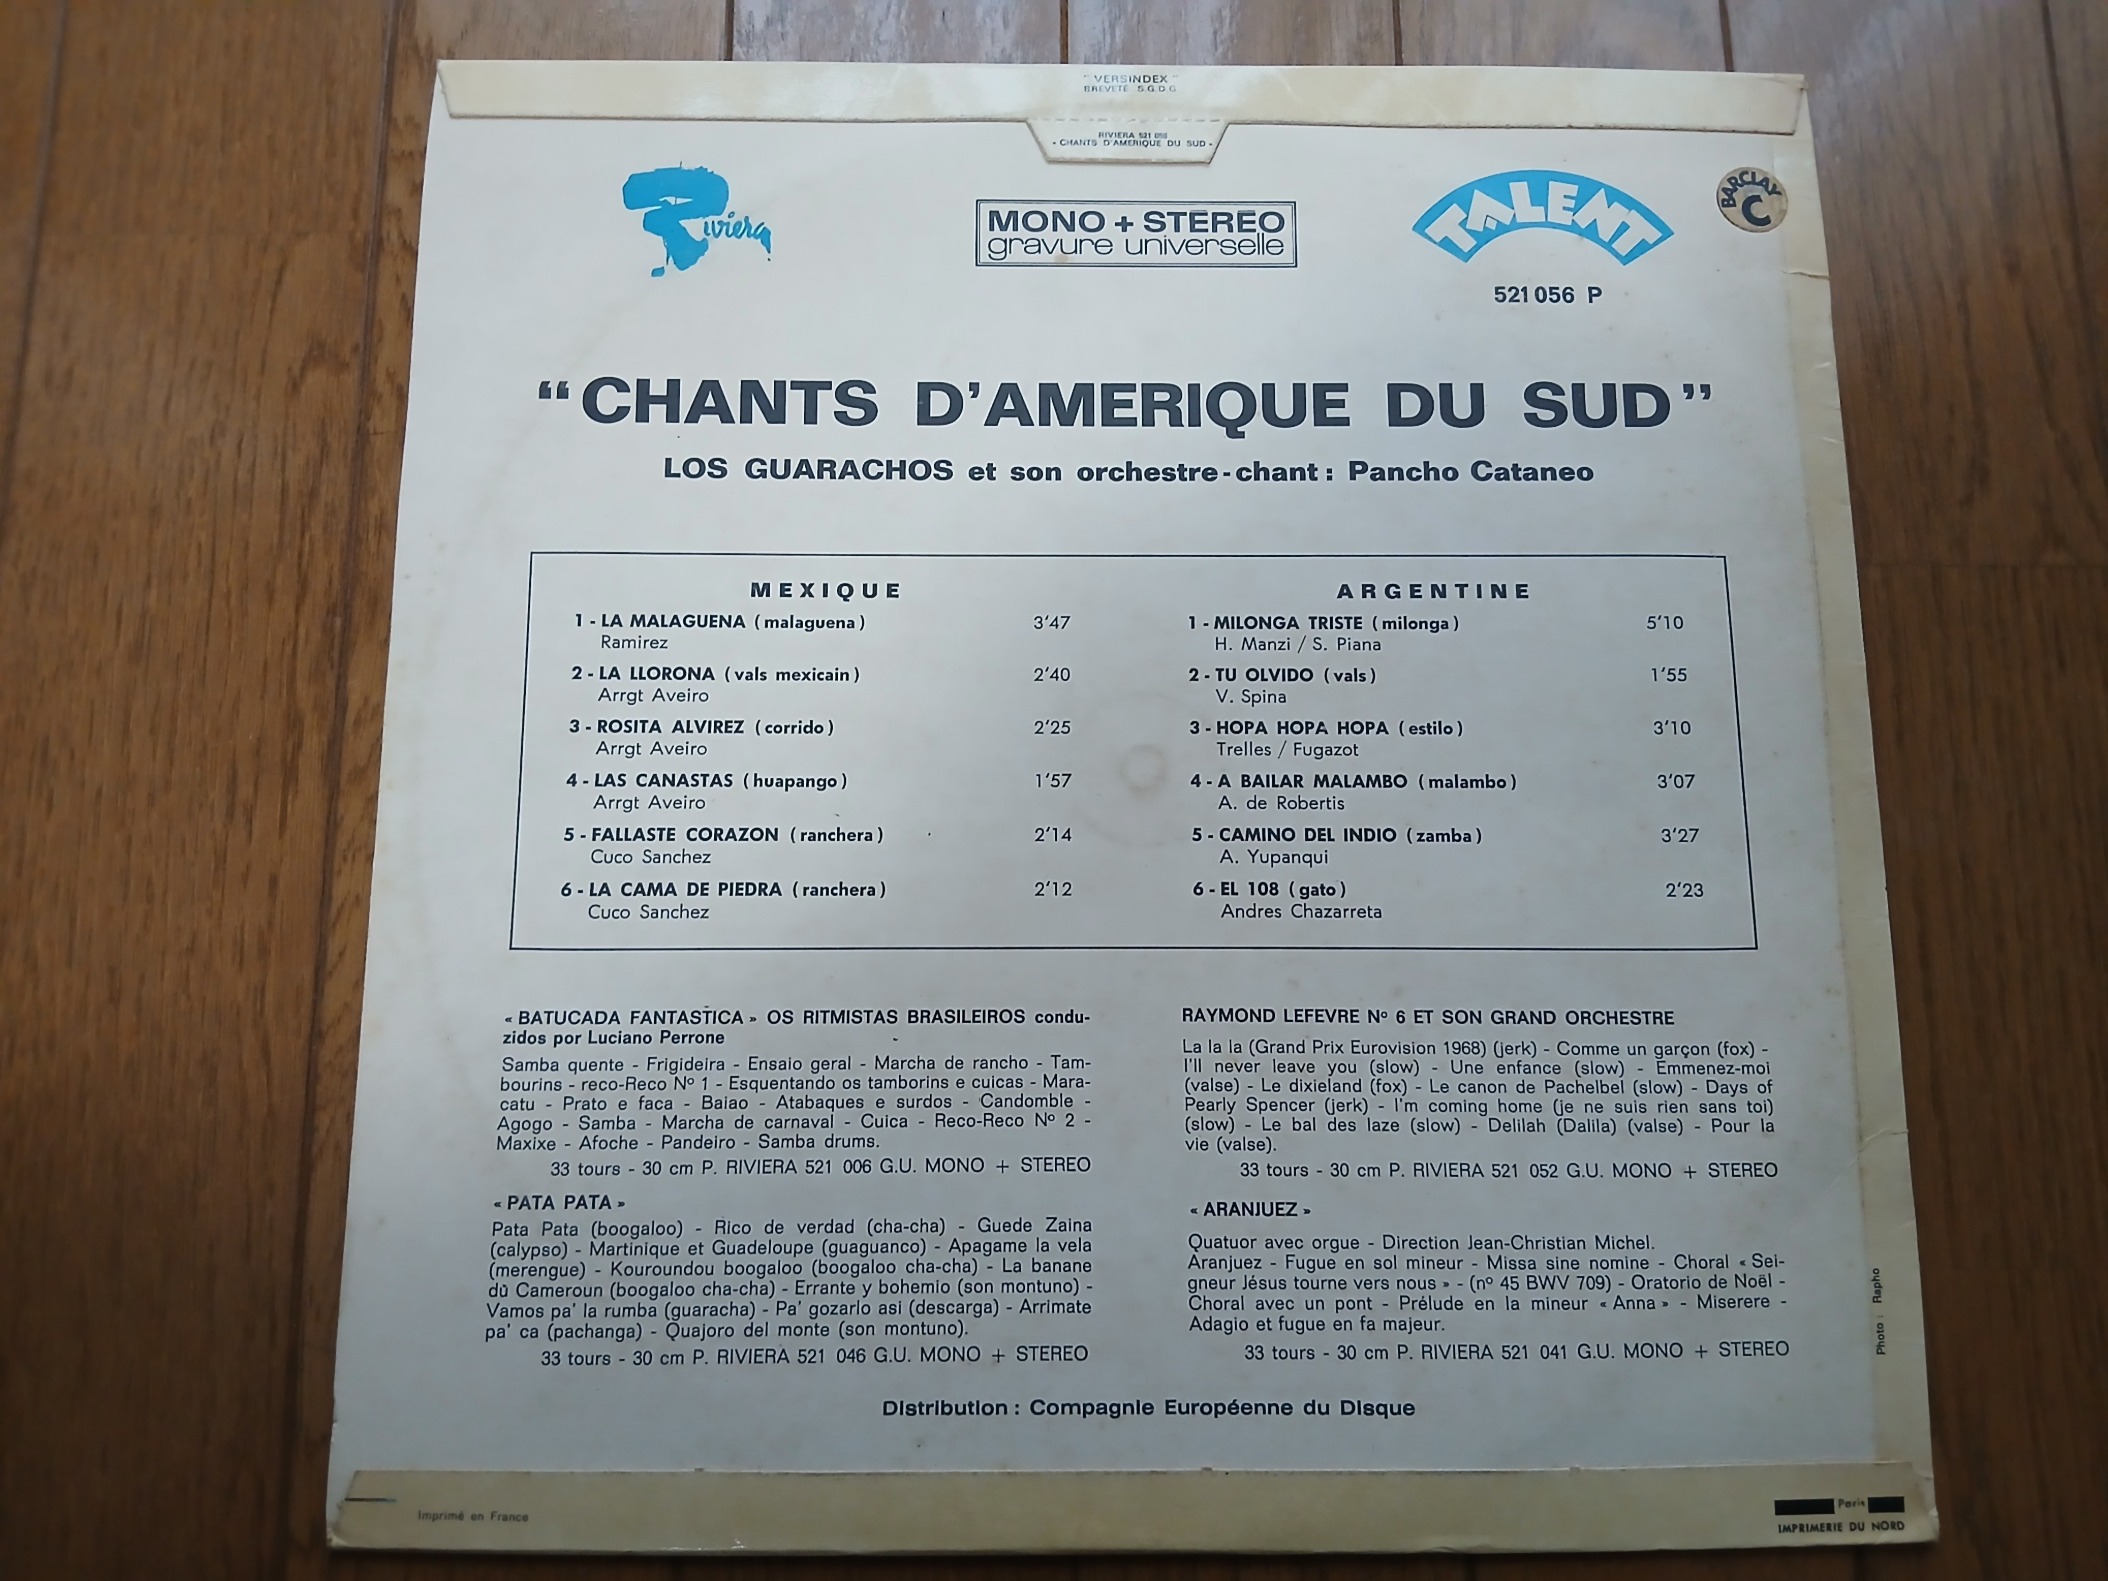 " VERSINDEX "
BREVETÉ S.G.D.G.
RIVIERA 521 056
- CHANTS D'AMERIQUE DU SUD -
Riviera
MONO + STEREO
gravure universelle
TALENT
BARCLAY
C
521 056 P
“CHANTS D'AMERIQUE DU SUD”
LOS GUARACHOS et son orchestre-chant : Pancho Cataneo
MEXIQUE
1 - LA MALAGUENA (malaguena) 3'47
Ramirez
2 - LA LLORONA (vals mexicain) 2'40
Arrgt Aveiro
3 - ROSITA ALVIREZ (corrido) 2'25
Arrgt Aveiro
4 - LAS CANASTAS (huapango) 1'57
Arrgt Aveiro
5 - FALLASTE CORAZON (ranchera) 2'14
Cuco Sanchez
6 - LA CAMA DE PIEDRA (ranchera) 2'12
Cuco Sanchez
ARGENTINE
1 - MILONGA TRISTE (milonga) 5'10
H. Manzi / S. Piana
2 - TU OLVIDO (vals) 1'55
V. Spina
3 - HOPA HOPA HOPA (estilo) 3'10
Trelles / Fugazot
4 - A BAILAR MALAMBO (malambo) 3'07
A. de Robertis
5 - CAMINO DEL INDIO (zamba) 3'27
A. Yupanqui
6 - EL 108 (gato) 2'23
Andres Chazarreta
« BATUCADA FANTASTICA » OS RITMISTAS BRASILEIROS condu-
zidos por Luciano Perrone
Samba quente - Frigideira - Ensaio geral - Marcha de rancho - Tam-
bourins - reco-Reco Nº 1 - Esquentando os tamborins e cuicas - Mara-
catu - Prato e faca - Baiao - Atabaques e surdos - Candomble -
Agogo - Samba - Marcha de carnaval - Cuica - Reco-Reco Nº 2 -
Maxixe - Afoche - Pandeiro - Samba drums.
33 tours - 30 cm P. RIVIERA 521 006 G.U. MONO + STEREO
« PATA PATA »
Pata Pata (boogaloo) - Rico de verdad (cha-cha) - Guede Zaina
(calypso) - Martinique et Guadeloupe (guaguanco) - Apagame la vela
(merengue) - Kouroundou boogaloo (boogaloo cha-cha) - La banane
dù Cameroun (boogaloo cha-cha) - Errante y bohemio (son montuno) -
Vamos pa' la rumba (guaracha) - Pa' gozarlo asi (descarga) - Arrimate
pa' ca (pachanga) - Quajoro del monte (son montuno).
33 tours - 30 cm P. RIVIERA 521 046 G.U. MONO + STEREO
RAYMOND LEFEVRE Nº 6 ET SON GRAND ORCHESTRE
La la la (Grand Prix Eurovision 1968) (jerk) - Comme un garçon (fox) -
I'll never leave you (slow) - Une enfance (slow) - Emmenez-moi
(valse) - Le dixieland (fox) - Le canon de Pachelbel (slow) - Days of
Pearly Spencer (jerk) - I'm coming home (je ne suis rien sans toi)
(slow) - Le bal des laze (slow) - Delilah (Dalila) (valse) - Pour la
vie (valse).
33 tours - 30 cm P. RIVIERA 521 052 G.U. MONO + STEREO
« ARANJUEZ »
Quatuor avec orgue - Direction Jean-Christian Michel.
Aranjuez - Fugue en sol mineur - Missa sine nomine - Choral « Sei-
gneur Jésus tourne vers nous » - (nº 45 BWV 709) - Oratorio de Noël -
Choral avec un pont - Prélude en la mineur « Anna » - Miserere -
Adagio et fugue en fa majeur.
33 tours - 30 cm P. RIVIERA 521 041 G.U. MONO + STEREO
Photo : Rapho
Distribution : Compagnie Européenne du Disque
Imprimé en France
Paris
IMPRIMERIE DU NORD